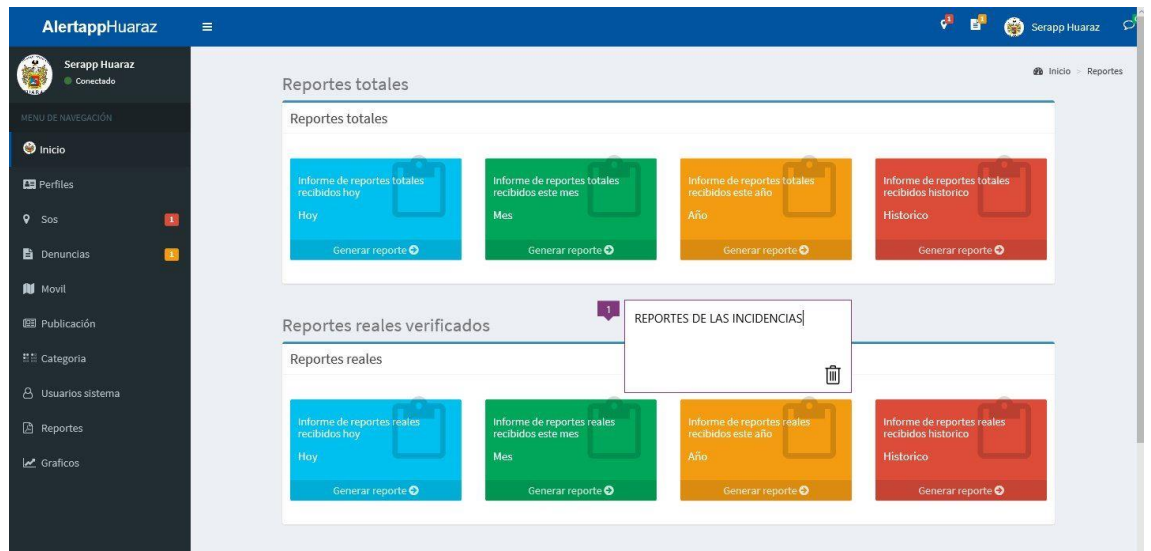 AlertappHuaraz
1
1
Serapp Huaraz
Serapp Huaraz
Conectado
MENU DE NAVEGACIÓN
Inicio
Perfiles
Sos 1
Denuncias 1
Movil
Publicación
Categoria
Usuarios sistema
Reportes
Graficos
Reportes totales
Inicio > Reportes
Reportes totales
Informe de reportes totales
recibidos hoy
Hoy
Generar reporte
Informe de reportes totales
recibidos este mes
Mes
Generar reporte
Informe de reportes totales
recibidos este año
Año
Generar reporte
Informe de reportes totales
recibidos historico
Historico
Generar reporte
1
REPORTES DE LAS INCIDENCIAS
Reportes reales verificados
Reportes reales
Informe de reportes reales
recibidos hoy
Hoy
Generar reporte
Informe de reportes reales
recibidos este mes
Mes
Generar reporte
Informe de reportes reales
recibidos este año
Año
Generar reporte
Informe de reportes reales
recibidos historico
Historico
Generar reporte